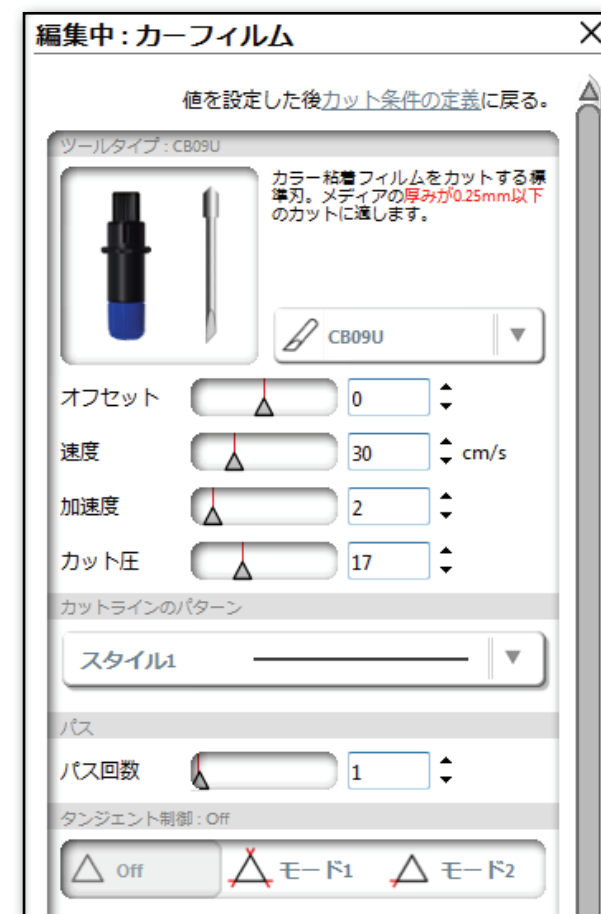 編集中 : カーフィルム
値を設定した後カット条件の定義に戻る。
ツールタイプ : CB09U
カラー粘着フィルムをカットする標
準刃。メディアの厚みが0.25mm以下
のカットに適します。
CB09U
オフセット 0
速度 30 cm/s
加速度 2
カット圧 17
カットラインのパターン
スタイル1
パス
パス回数 1
タンジェント制御 : Off
Off モード1 モード2